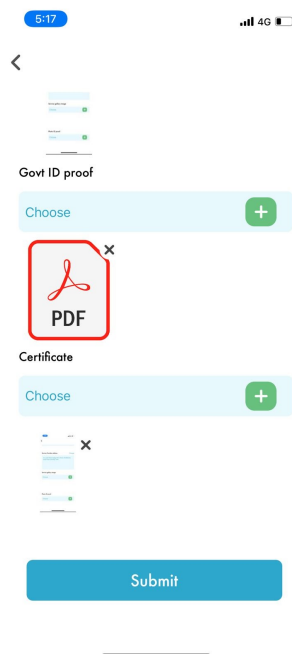 5:17
4G
Govt ID proof
Choose
PDF
Certificate
Choose
Submit